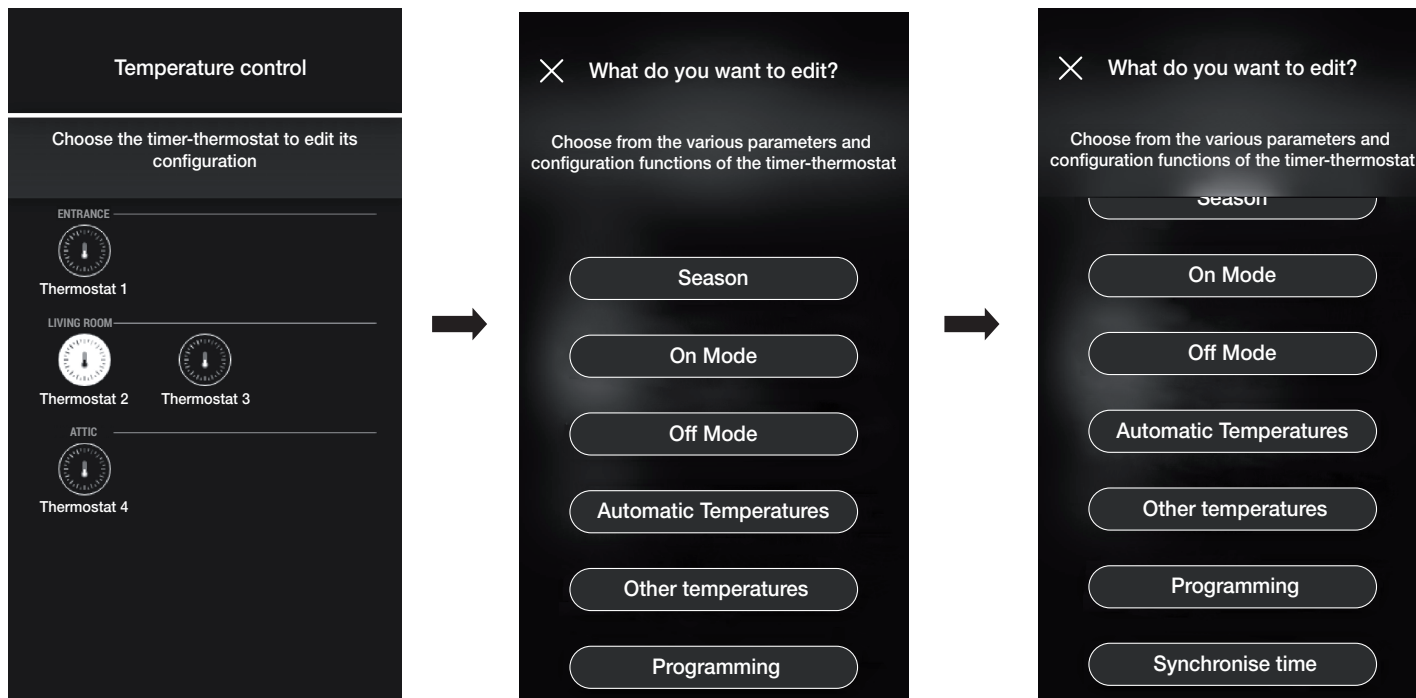 Temperature control
Choose the timer-thermostat to edit its
configuration
ENTRANCE
Thermostat 1
LIVING ROOM
Thermostat 2
Thermostat 3
ATTIC
Thermostat 4
What do you want to edit?
Choose from the various parameters and
configuration functions of the timer-thermostat
Season
On Mode
Off Mode
Automatic Temperatures
Other temperatures
Programming
What do you want to edit?
Choose from the various parameters and
configuration functions of the timer-thermostat
Season
On Mode
Off Mode
Automatic Temperatures
Other temperatures
Programming
Synchronise time